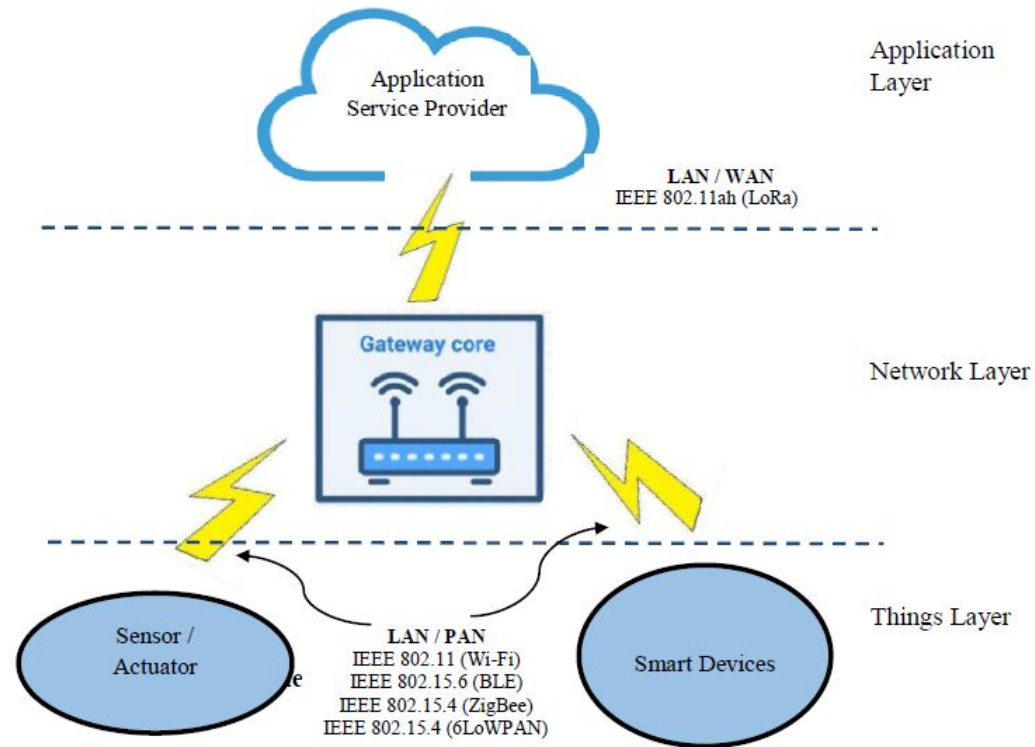 Application
Service Provider
Application
Layer
LAN / WAN
IEEE 802.11ah (LoRa)
Gateway core
Network Layer
Sensor /
Actuator
LAN / PAN
IEEE 802.11 (Wi-Fi)
IEEE 802.15.6 (BLE)
IEEE 802.15.4 (ZigBee)
IEEE 802.15.4 (6LoWPAN)
Smart Devices
Things Layer